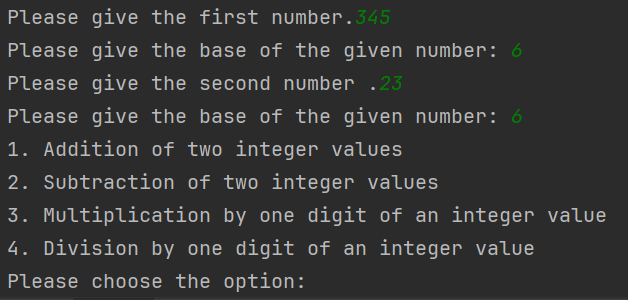 Please give the first number.345
Please give the base of the given number: 6
Please give the second number .23
Please give the base of the given number: 6
1. Addition of two integer values
2. Subtraction of two integer values
3. Multiplication by one digit of an integer value
4. Division by one digit of an integer value
Please choose the option: